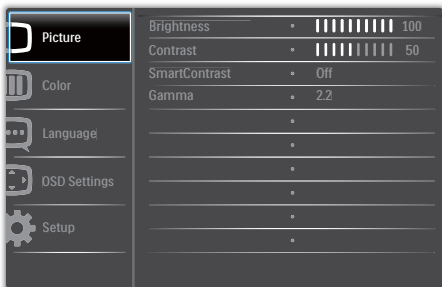 Picture
Color
Language
OSD Settings
Setup
Brightness 100
Contrast 50
SmartContrast Off
Gamma 2.2